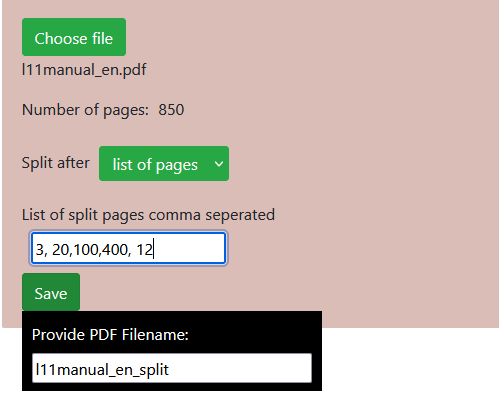 Choose file
l11manual_en.pdf
Number of pages: 850
Split after list of pages
List of split pages comma seperated
3, 20,100,400, 12
Save
Provide PDF Filename:
l11manual_en_split